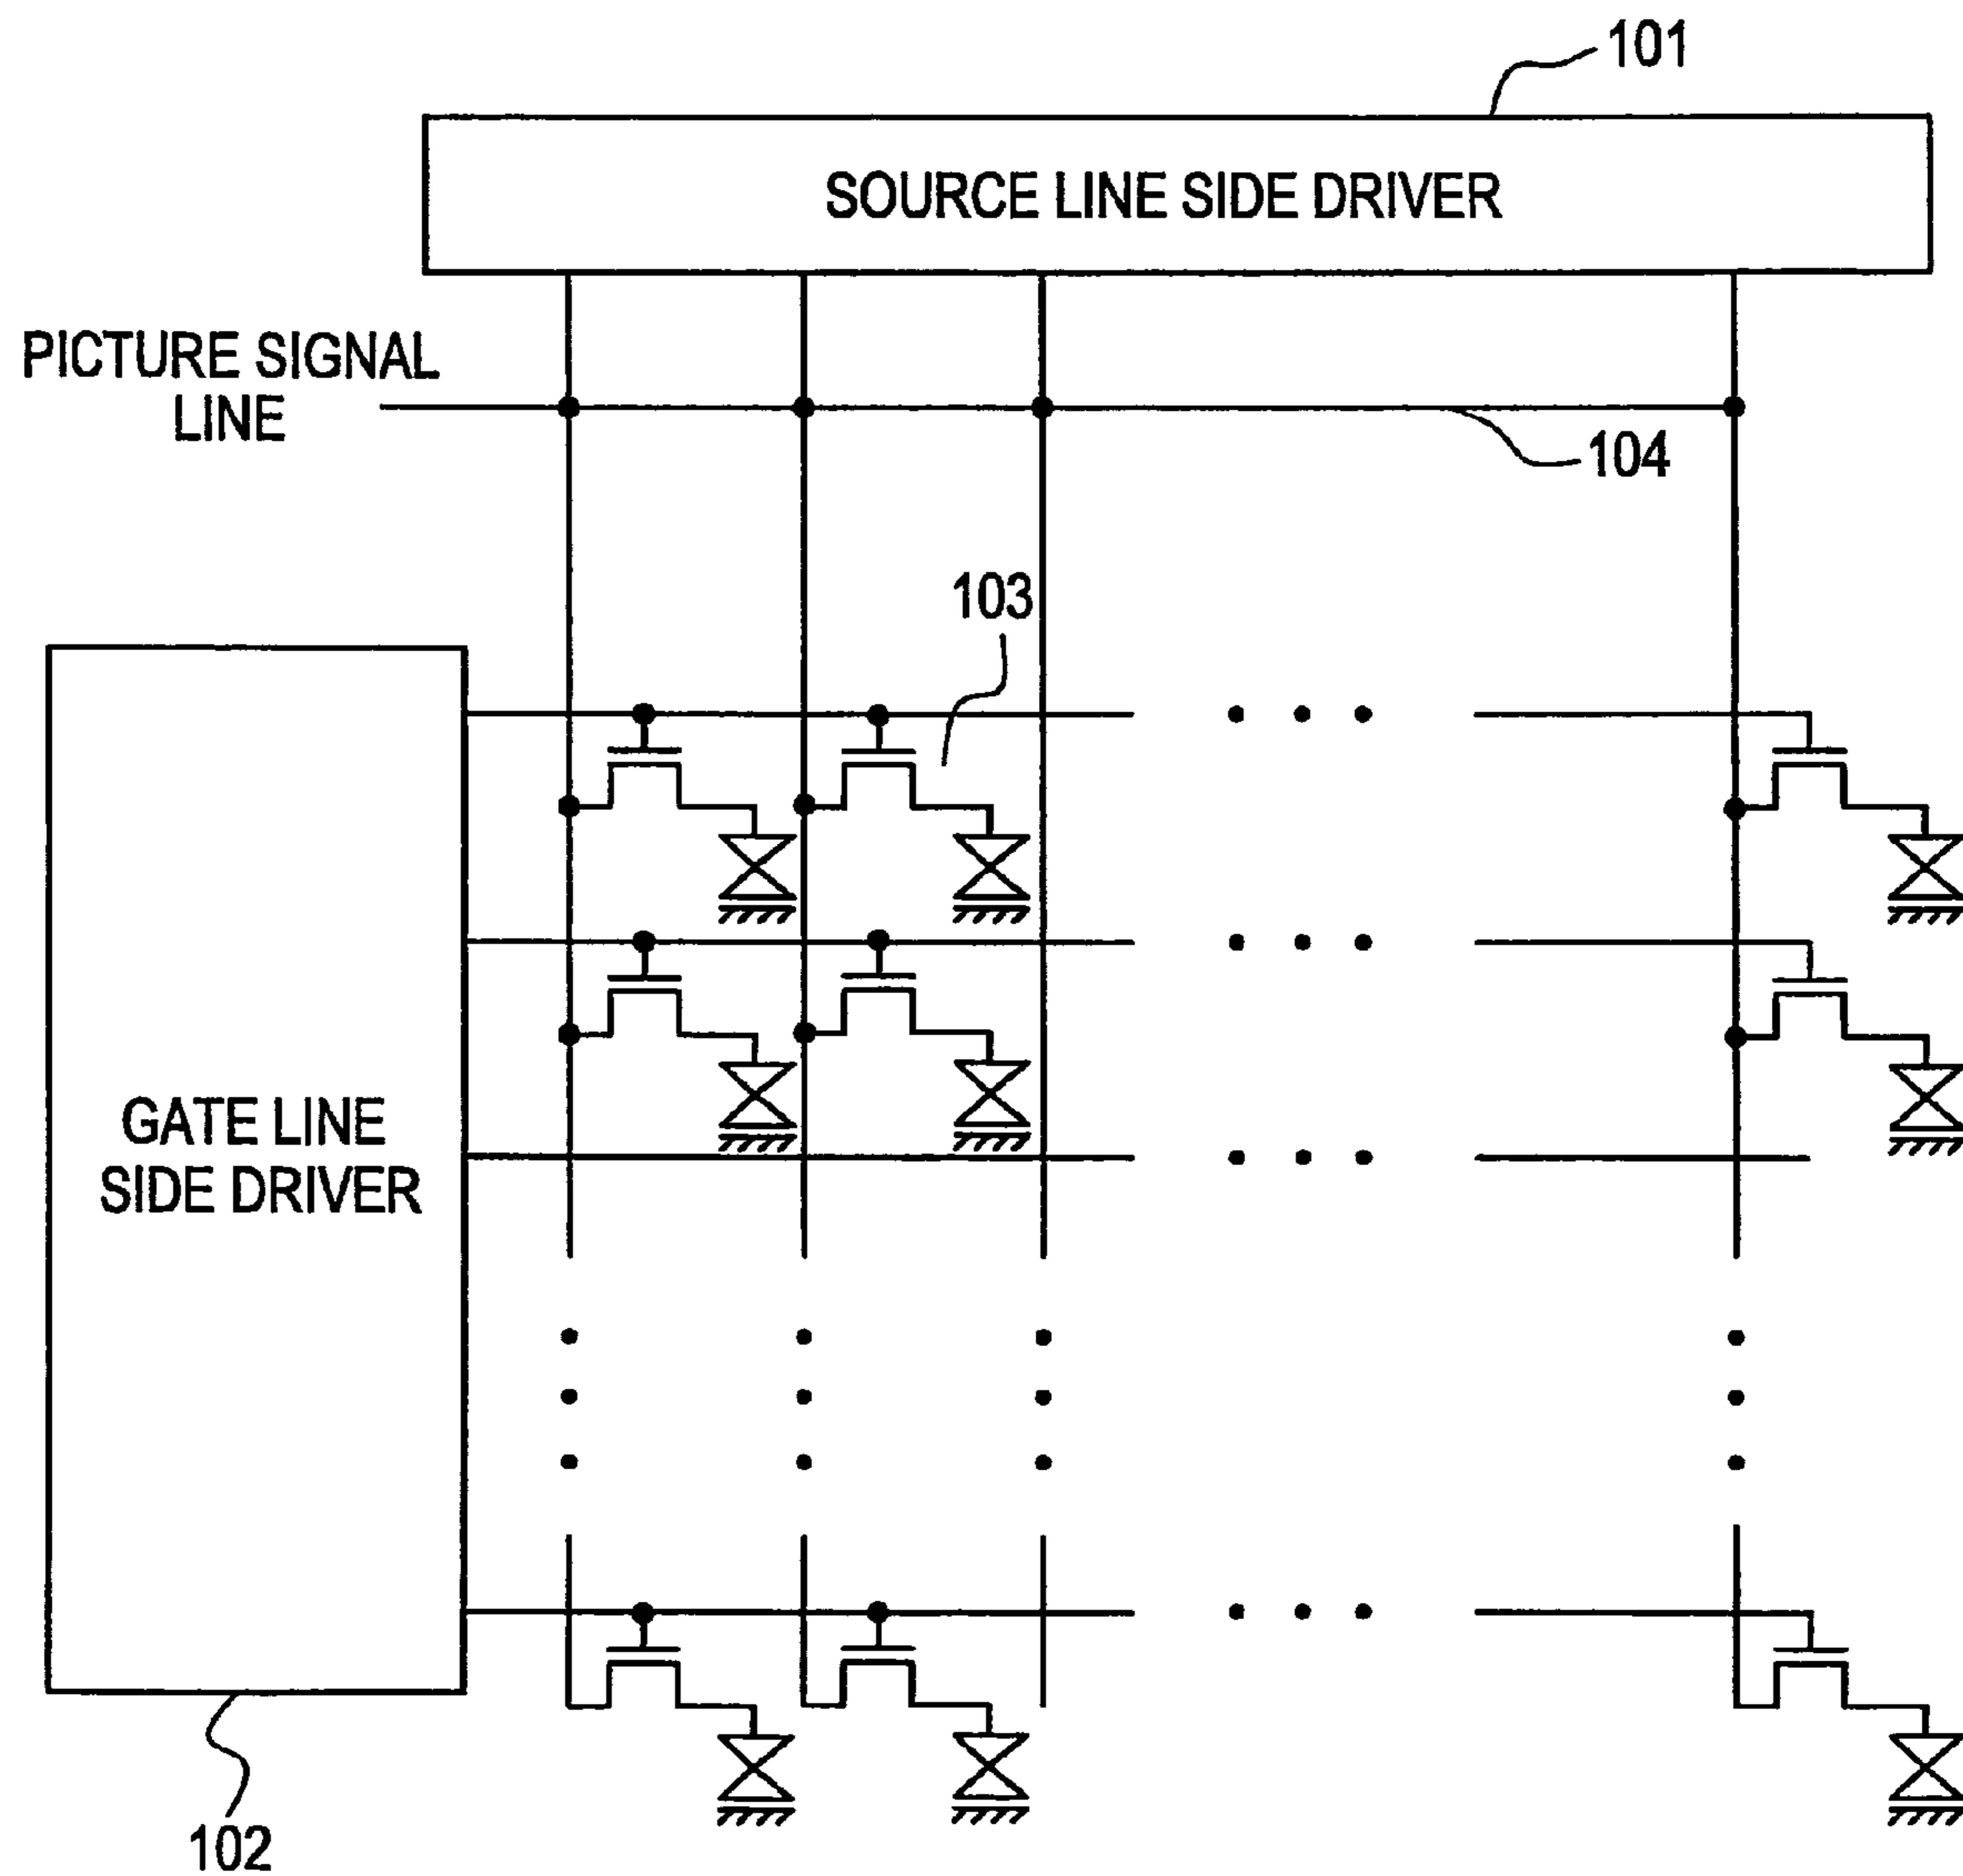 101
SOURCE LINE SIDE DRIVER
PICTURE SIGNAL
LINE
104
103
GATE LINE
SIDE DRIVER
102